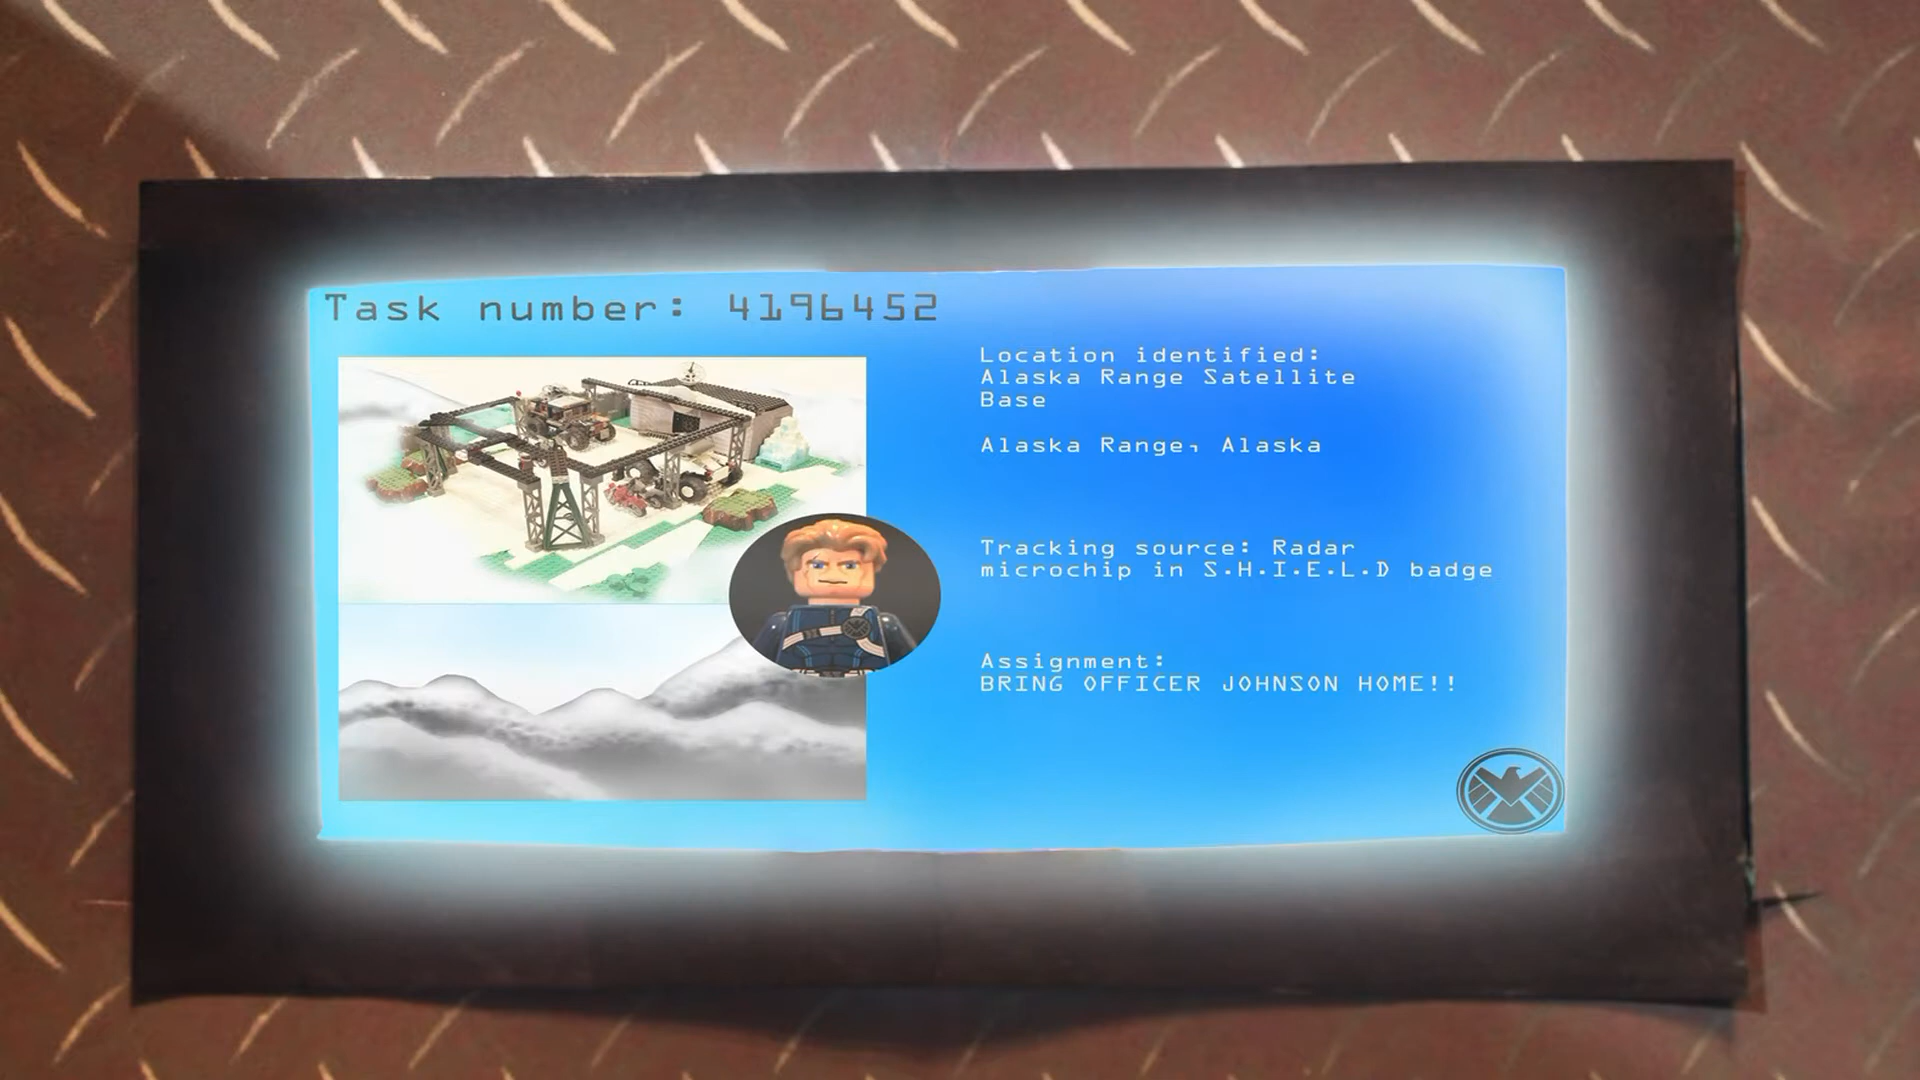 Task number: 4196452
Location identified:
Alaska Range Satellite
Base
Alaska Range, Alaska
Tracking source: Radar
microchip in S.H.I.E.L.D badge
Assignment:
BRING OFFICER JOHNSON HOME!!